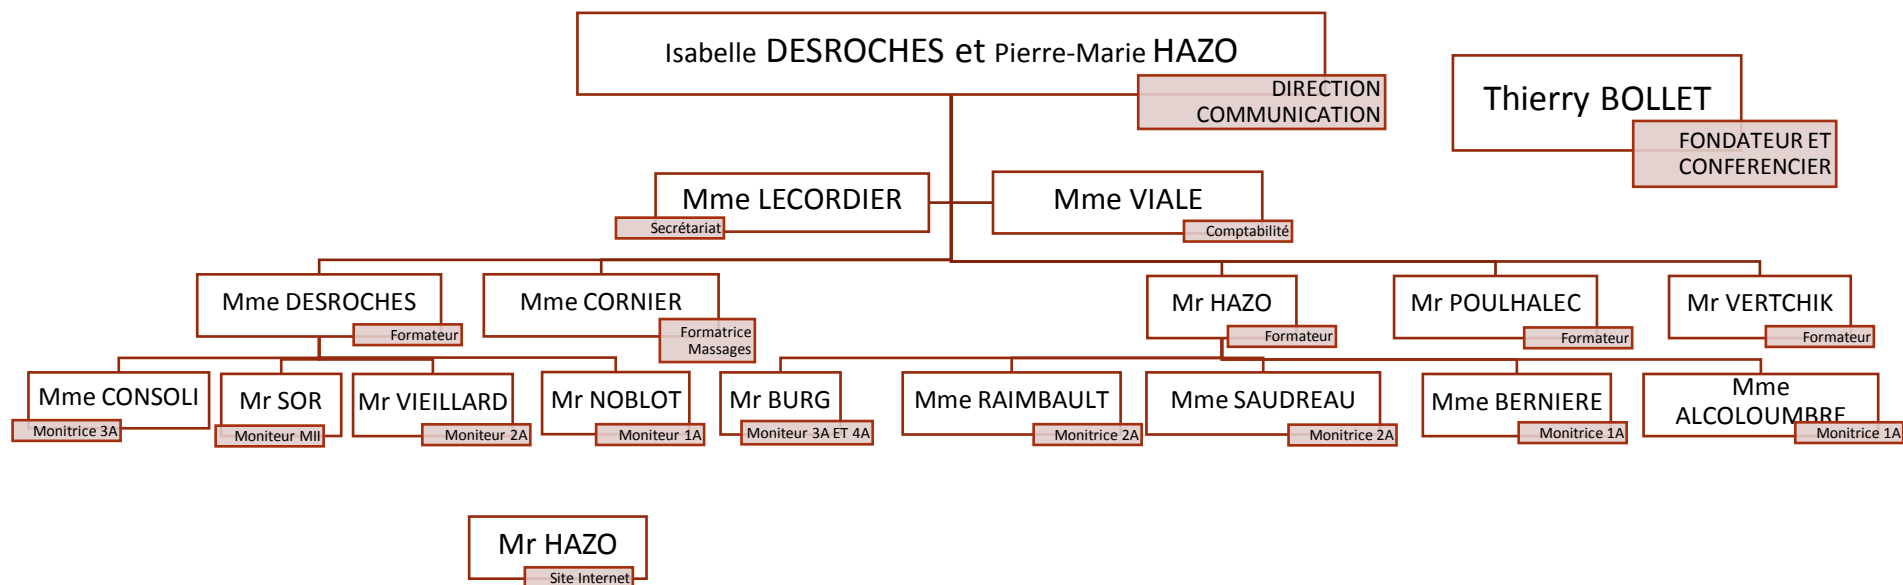 Isabelle DESROCHES et Pierre-Marie HAZO
DIRECTION
COMMUNICATION
Thierry BOLLET
FONDATEUR ET
CONFERENCIER
Mme LECORDIER
Secrétariat
Mme VIALE
Comptabilité
Mme DESROCHES
Formateur
Mme CORNIER
Formatrice
Massages
Mr HAZO
Formateur
Mr POULHALEC
Formateur
Mr VERTCHIK
Formateur
Mme CONSOLI
Monitrice 3A
Mr SOR
Moniteur MII
Mr VIEILLARD
Moniteur 2A
Mr NOBLOT
Moniteur 1A
Mr BURG
Moniteur 3A ET 4A
Mme RAIMBAULT
Monitrice 2A
Mme SAUDREAU
Monitrice 2A
Mme BERNIERE
Monitrice 1A
Mme
ALCOLOUMBRE
Monitrice 1A
Mr HAZO
Site Internet